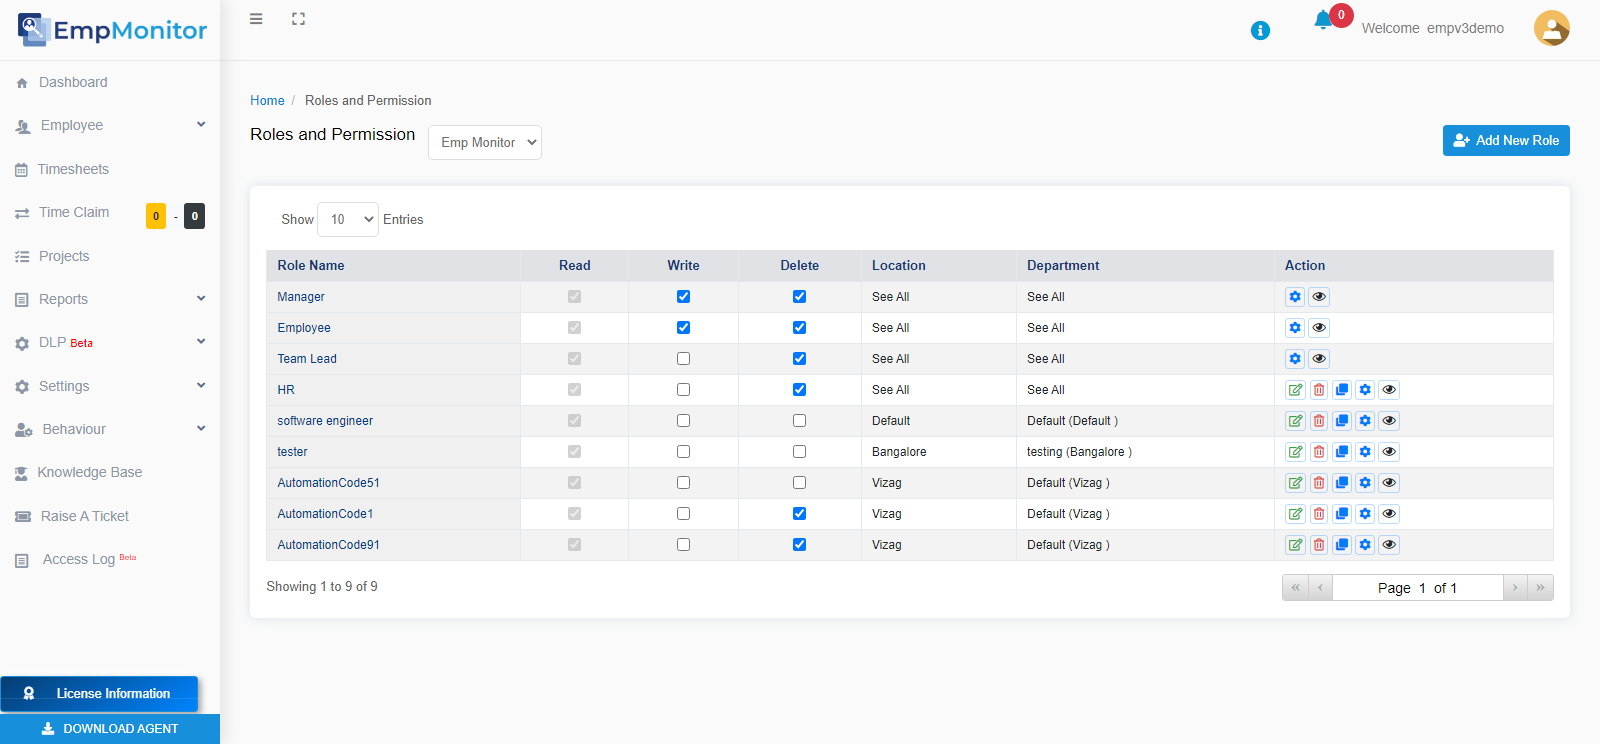 EmpMonitor
0
Welcome empv3demo
Dashboard
Employee
Timesheets
Time Claim 0 - 0
Projects
Reports
DLP Beta
Settings
Behaviour
Knowledge Base
Raise A Ticket
Access Log Beta
License Information
DOWNLOAD AGENT
Home / Roles and Permission
Roles and Permission Emp Monitor
Add New Role
Show 10 Entries
Role Name Read Write Delete Location Department Action
Manager See All See All
Employee See All See All
Team Lead See All See All
HR See All See All
software engineer Default Default (Default )
tester Bangalore testing (Bangalore )
AutomationCode51 Vizag Default (Vizag )
AutomationCode1 Vizag Default (Vizag )
AutomationCode91 Vizag Default (Vizag )
Showing 1 to 9 of 9
« ‹ Page 1 of 1 › »